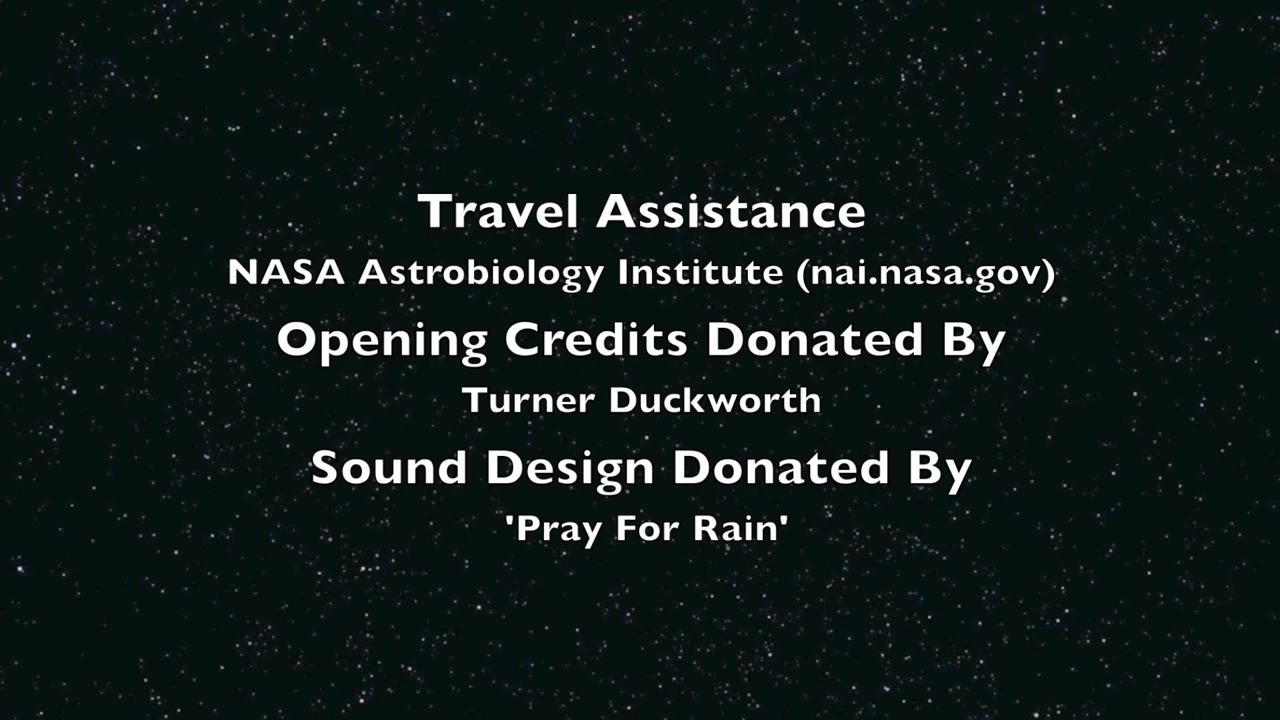 Travel Assistance
NASA Astrobiology Institute (nai.nasa.gov)
Opening Credits Donated By
Turner Duckworth
Sound Design Donated By
'Pray For Rain'